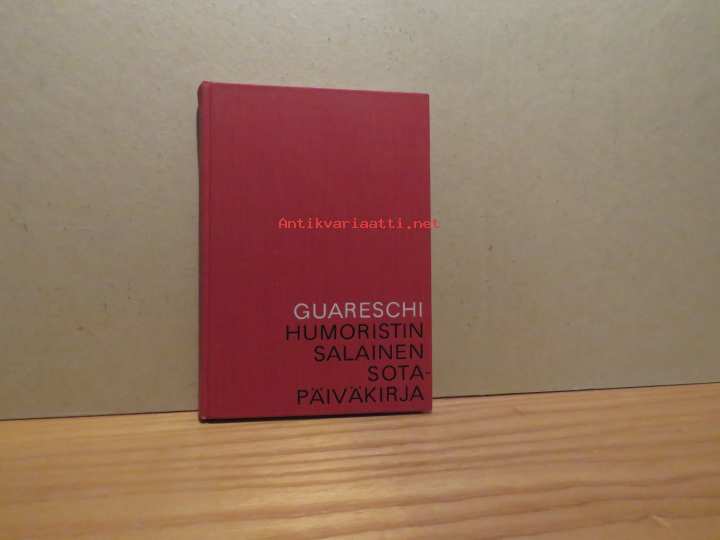 Antikvariaatti.net
GUARESCHI
HUMORISTIN
SALAINEN
SOTA-
PÄIVÄKIRJA